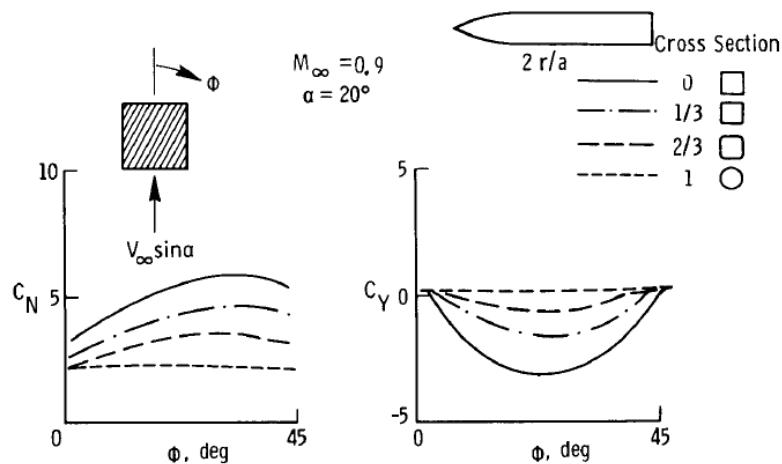 Φ
M∞ = 0.9
α = 20°
V∞ sinα
2 r/a
Cross Section
0
1/3
2/3
1
10
5
C_N
0
45
Φ, deg
5
C_Y
0
-5
0
45
Φ, deg